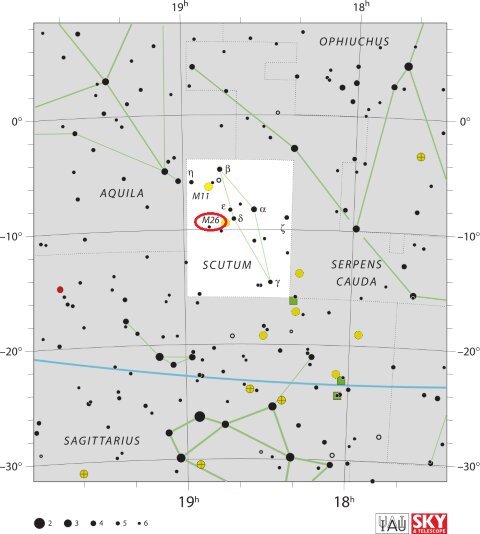 19h 18h
OPHIUCHUS
0° 0°
η β
M11
AQUILA
ε α
M26 δ
ζ
-10° -10°
SCUTUM SERPENS
CAUDA
γ
-20° -20°
SAGITTARIUS
-30° -30°
19h 18h
2 3 4 5 6
IAU SKY
& TELESCOPE